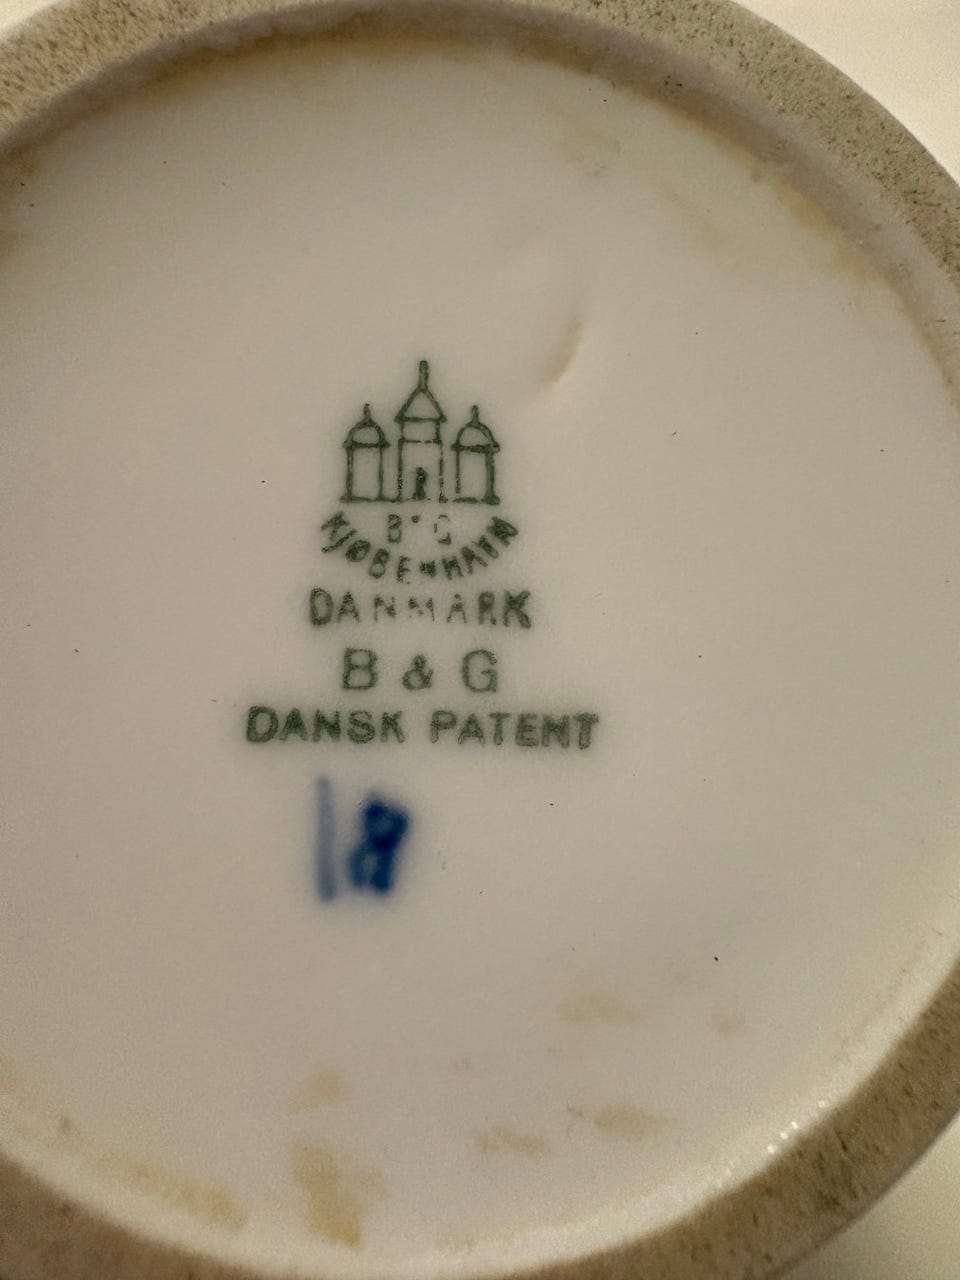 B·G
KJØBENHAVN
DANMARK
B & G
DANSK PATENT
18